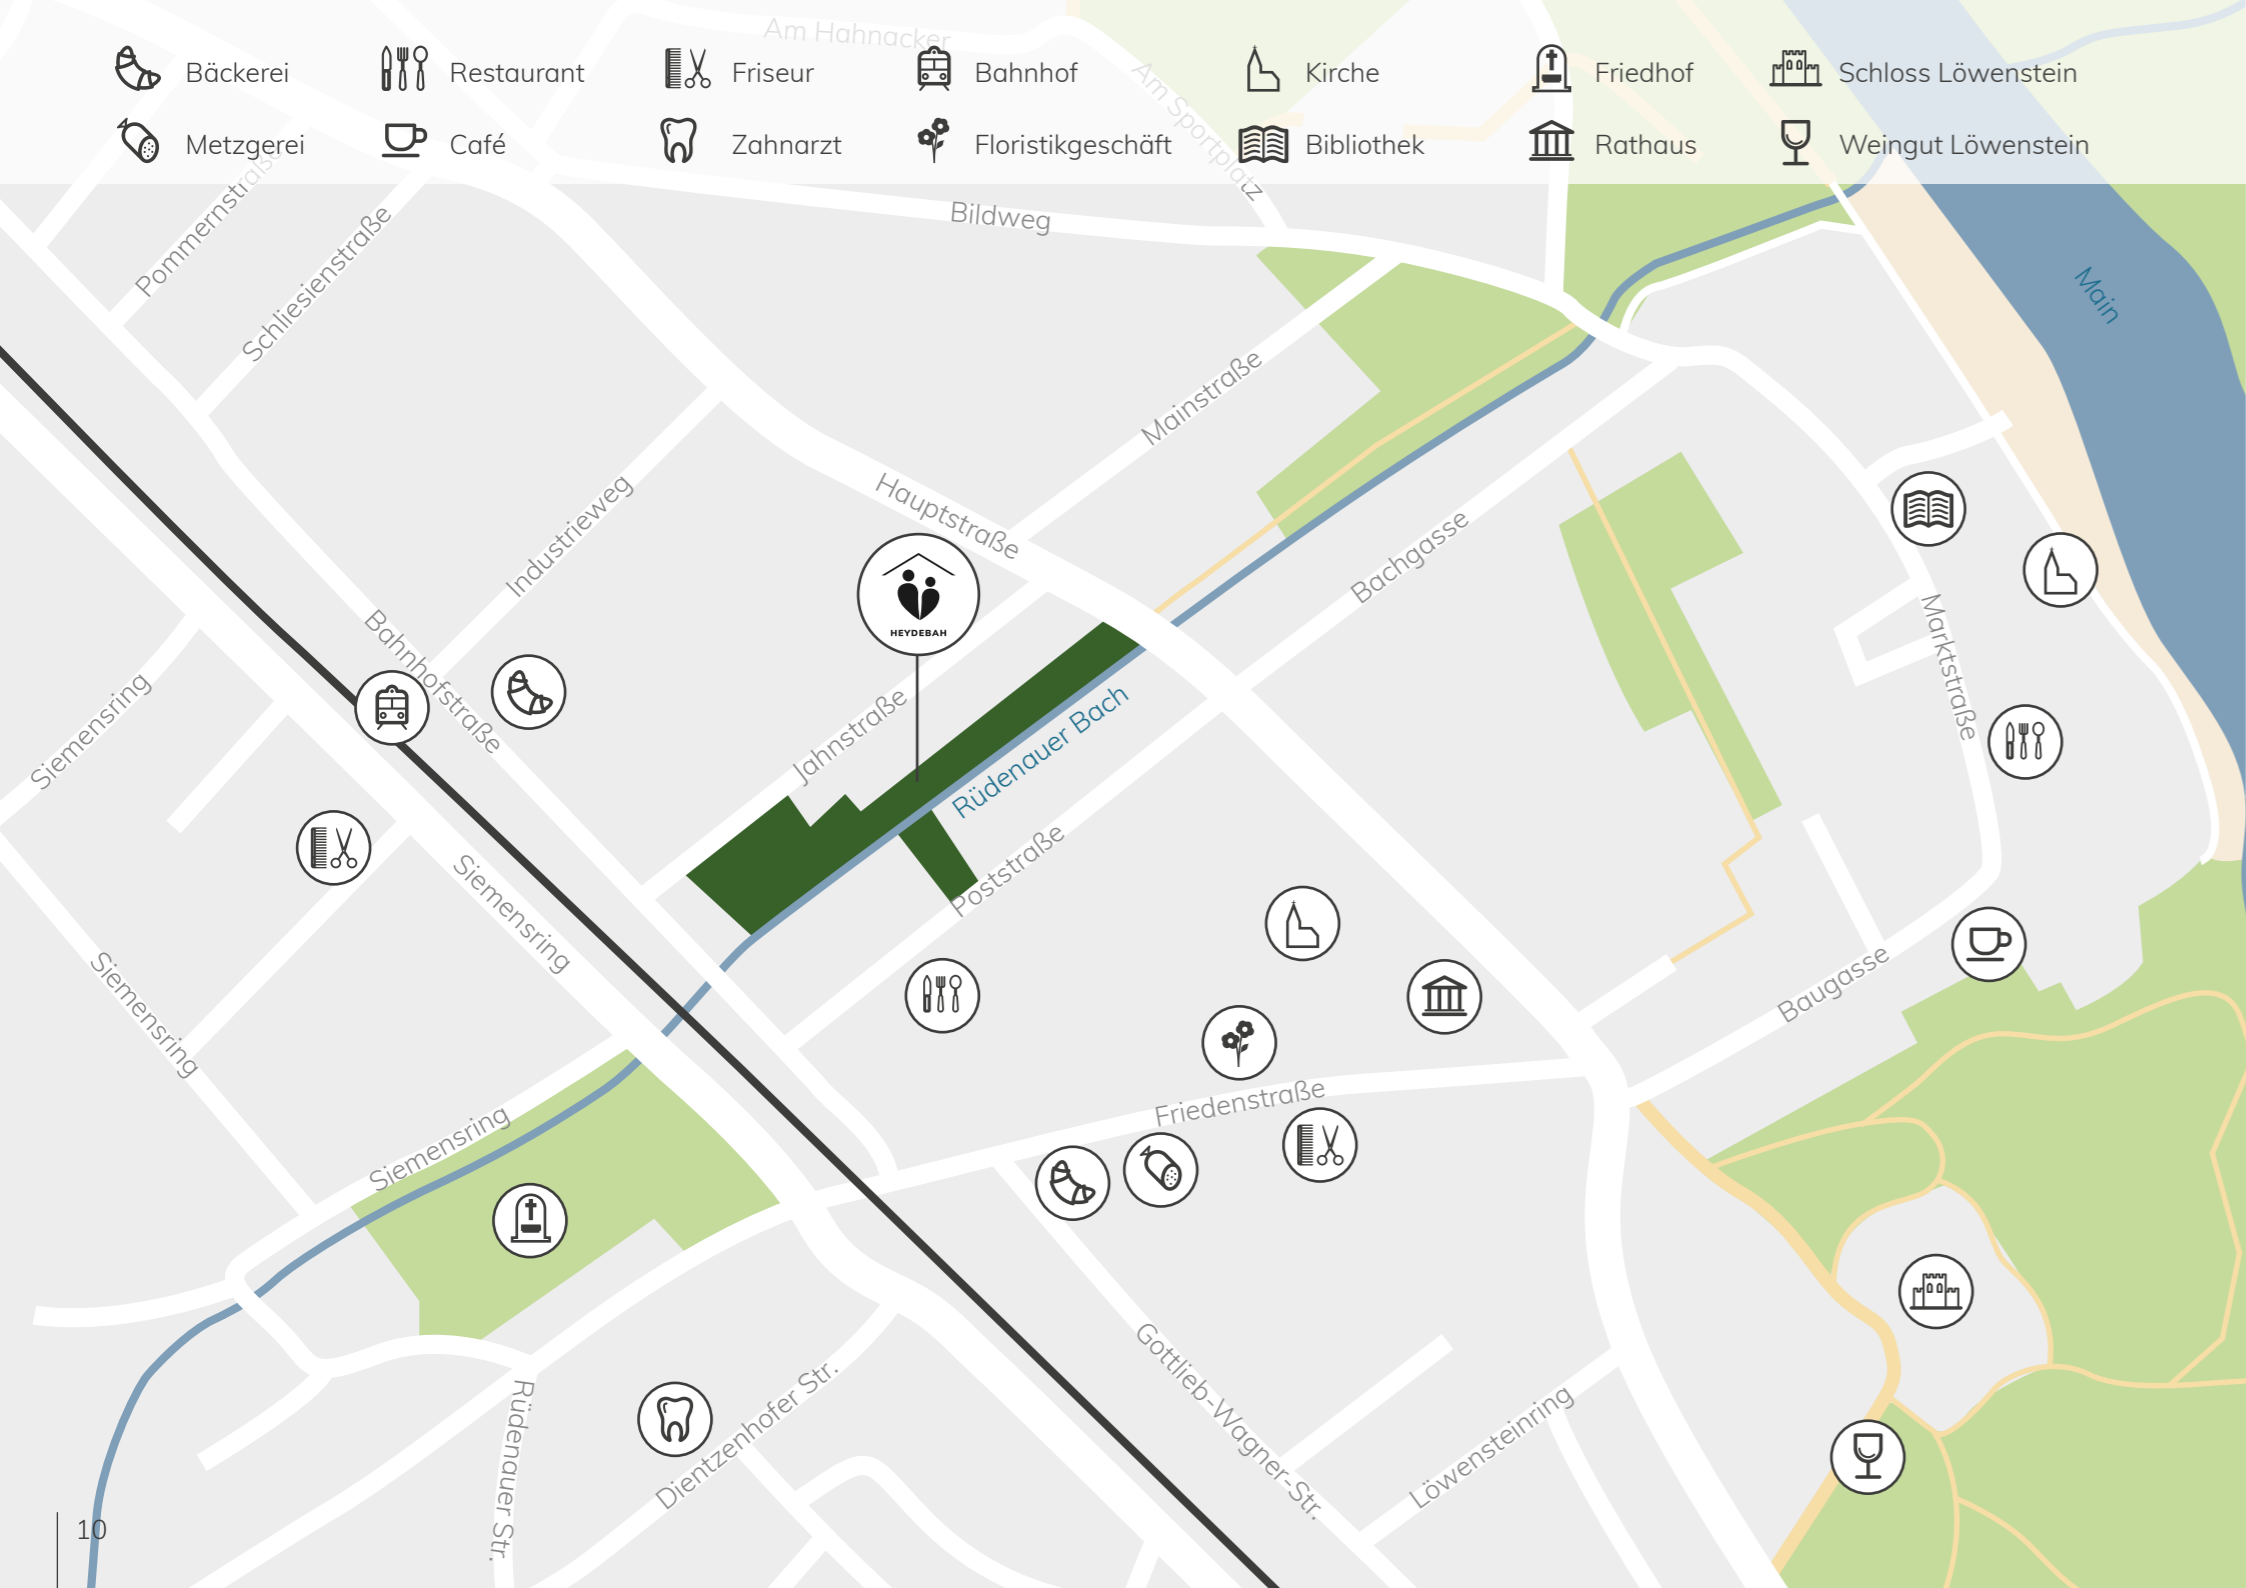 Am Hahnacker
Bäckerei
Restaurant
Friseur
Bahnhof
Kirche
Friedhof
Schloss Löwenstein
Metzgerei
Café
Zahnarzt
Floristikgeschäft
Bibliothek
Rathaus
Weingut Löwenstein
Am Sportplatz
Pommernstraße
Schliesienstraße
Bildweg
Main
Mainstraße
Hauptstraße
Industrieweg
Bachgasse
HEYDEBAH
Marktstraße
Bahnhofstraße
Siemensring
Jahnstraße
Rüdenauer Bach
Poststraße
Siemensring
Siemensring
Baugasse
Friedenstraße
Siemensring
Gottlieb-Wagner-Str.
Löwensteinring
Rüdenauer Str.
Dientzenhofer Str.
10